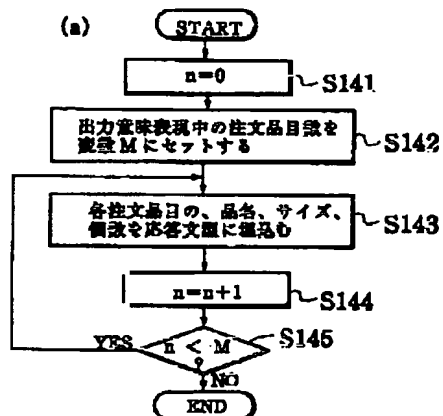 (a)
START
n=0
S141
出力意味表現中の注文品目数を
変数Mにセットする
S142
各注文品目の、品名、サイズ、
個数を応答文型に埋込む
S143
n=n+1
S144
S145
YES
n < M
NO
END